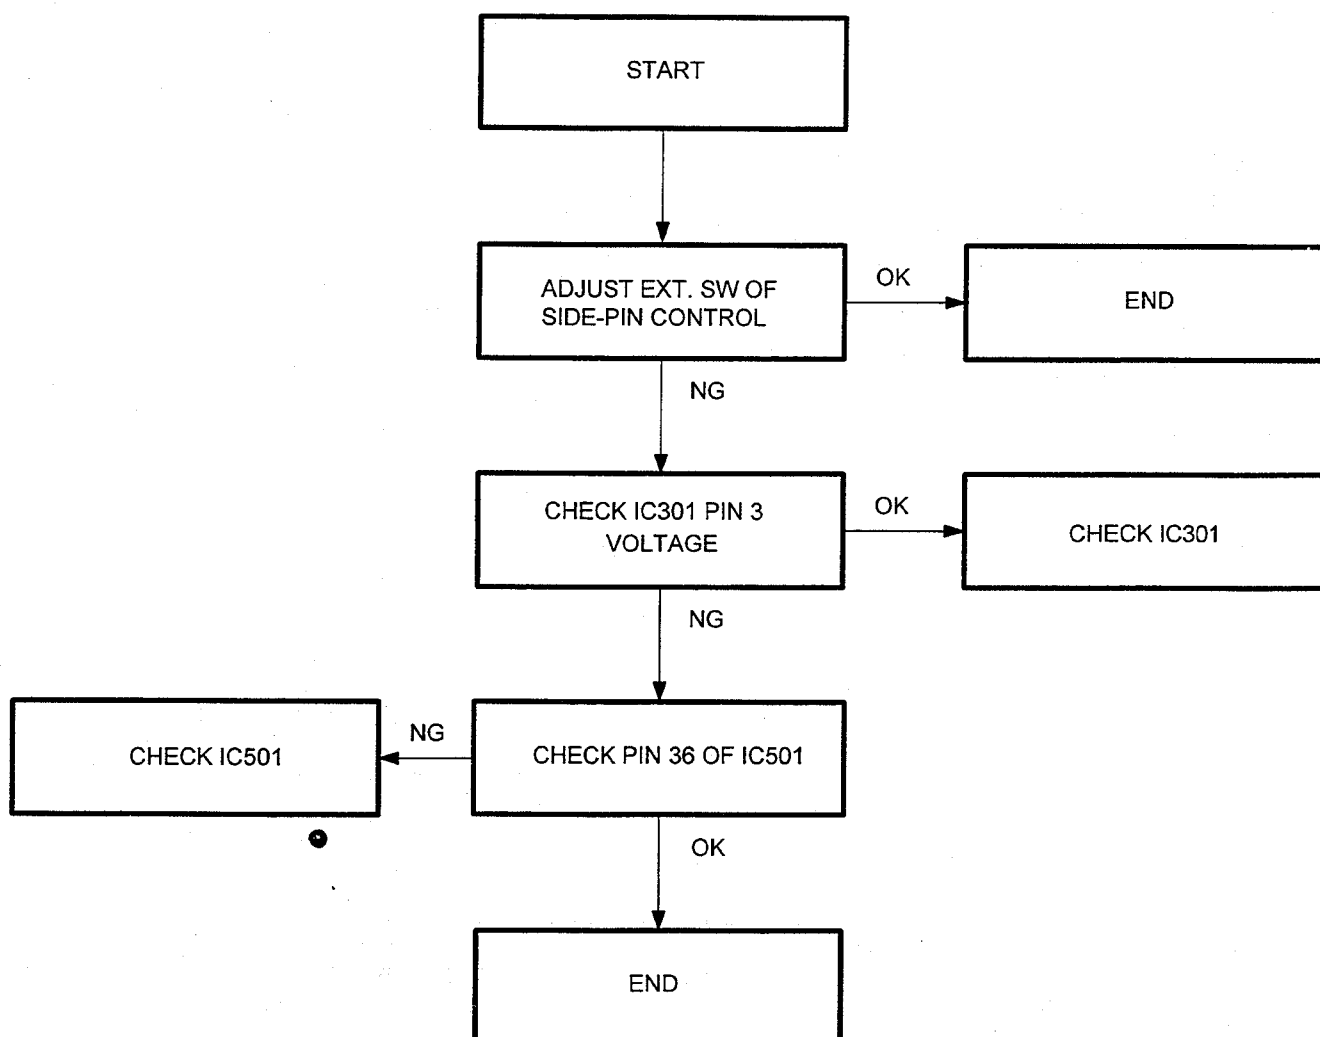 START
ADJUST EXT. SW OF
SIDE-PIN CONTROL
OK
END
NG
CHECK IC301 PIN 3
VOLTAGE
OK
CHECK IC301
NG
CHECK IC501
NG
CHECK PIN 36 OF IC501
OK
END